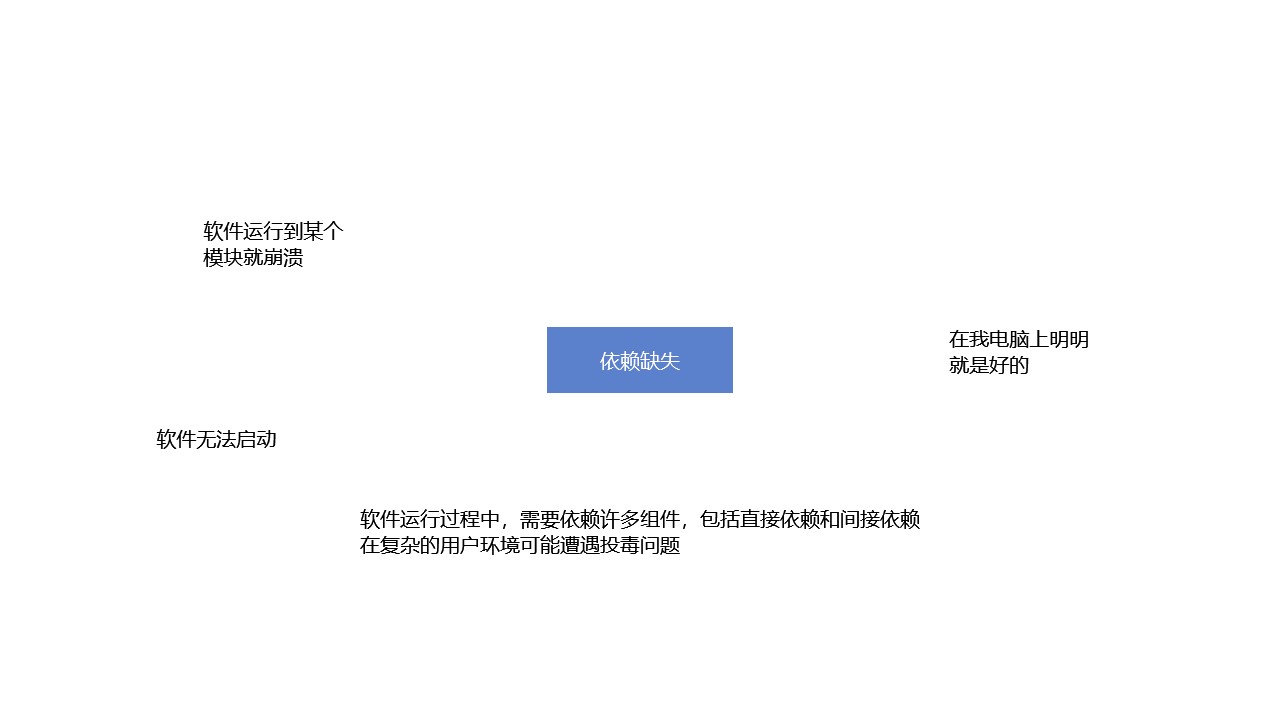 软件运行到某个
模块就崩溃
依赖缺失
在我电脑上明明
就是好的
软件无法启动
软件运行过程中，需要依赖许多组件，包括直接依赖和间接依赖
在复杂的用户环境可能遭遇投毒问题